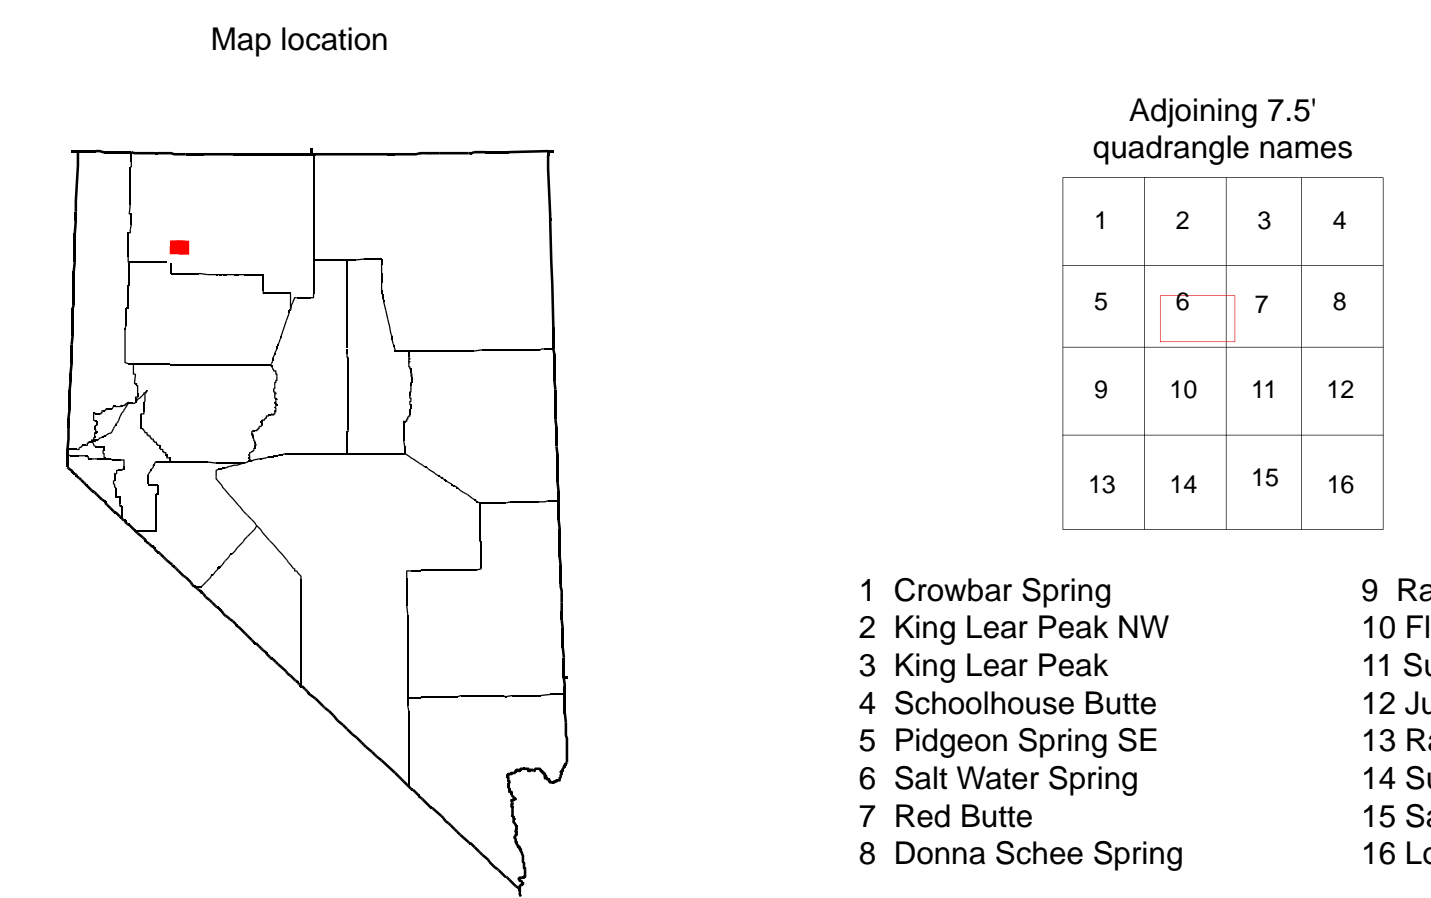 Map location
Adjoining 7.5'
quadrangle names
1 2 3 4
5 6 7 8
9 10 11 12
13 14 15 16
1 Crowbar Spring
2 King Lear Peak NW
3 King Lear Peak
4 Schoolhouse Butte
5 Pidgeon Spring SE
6 Salt Water Spring
7 Red Butte
8 Donna Schee Spring
9
10
11
12
13
14
15
16